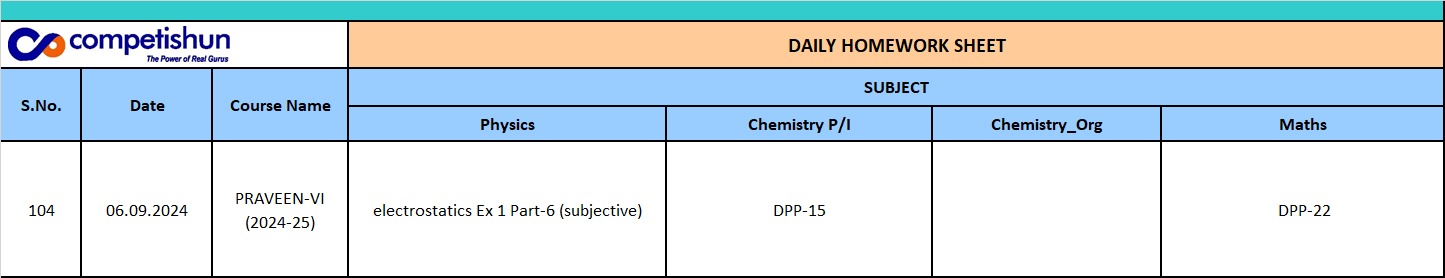 competishun
The Power of Real Gurus
DAILY HOMEWORK SHEET
S.No.
Date
Course Name
SUBJECT
Physics
Chemistry P/I
Chemistry_Org
Maths
104
06.09.2024
PRAVEEN-VI
(2024-25)
electrostatics Ex 1 Part-6 (subjective)
DPP-15
DPP-22